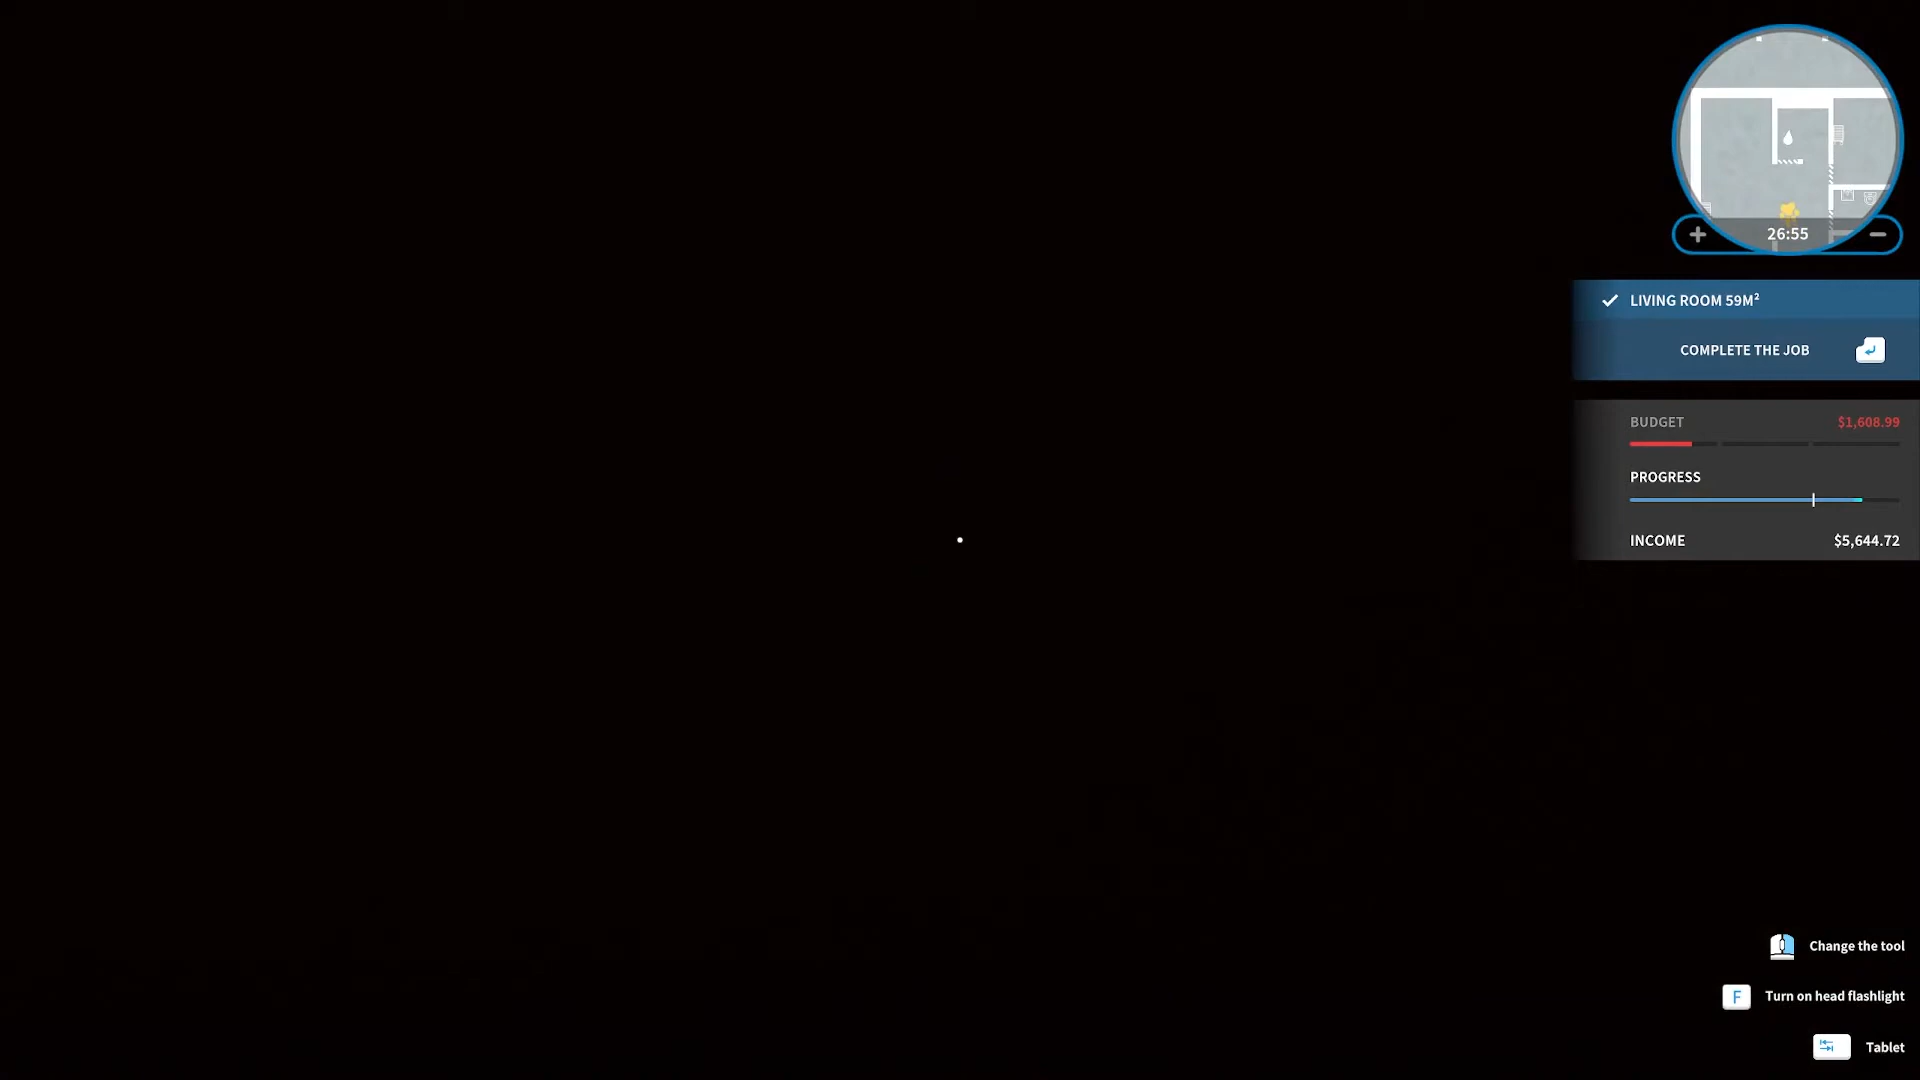 26:55
LIVING ROOM 59M²
COMPLETE THE JOB
BUDGET $1,608.99
PROGRESS
INCOME $5,644.72
Change the tool
F Turn on head flashlight
Tablet